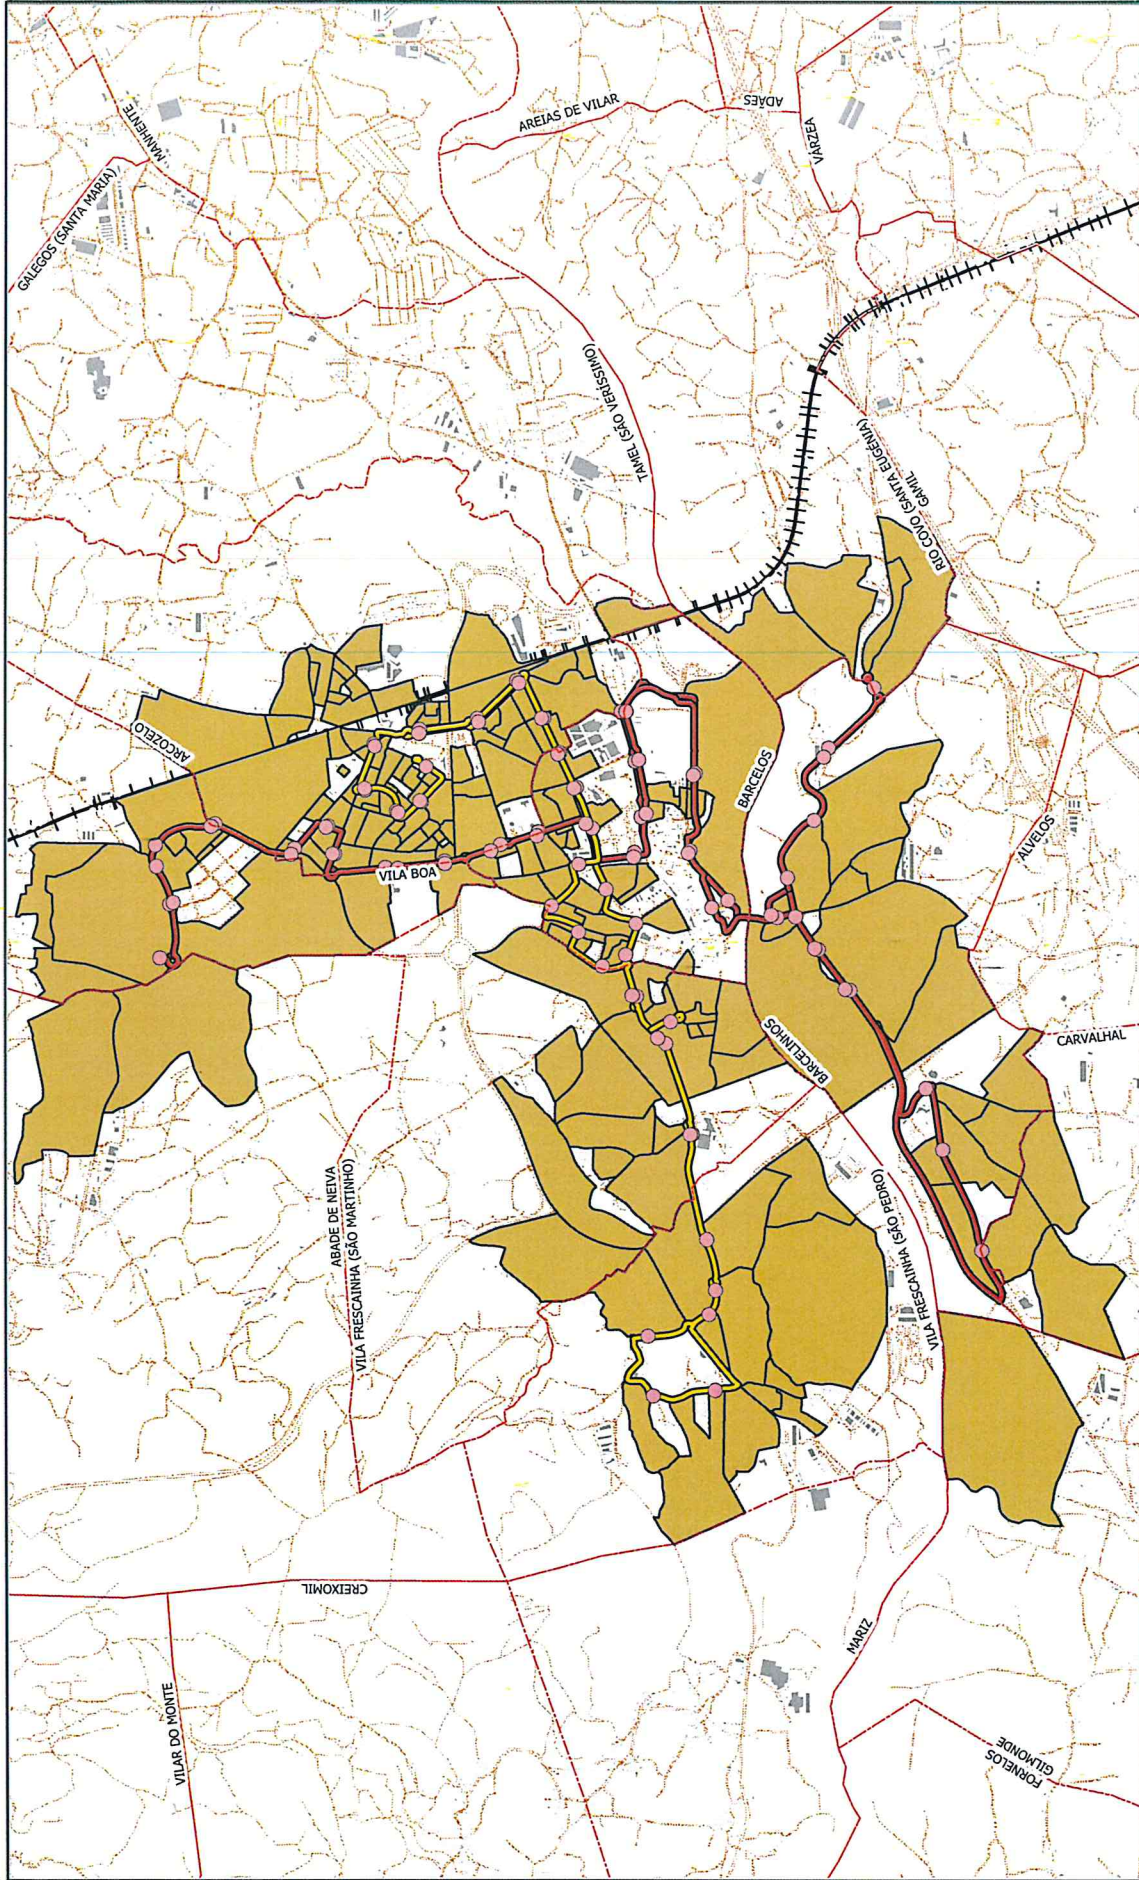 MANHENTE
GALEGOS (SANTA MARIA)
AREIAS DE VILAR
ADÃES
VÁRZEA
TAMEL (SÃO VERÍSSIMO)
RIO COVO (SANTA EUGÉNIA)
GAMIL
ARCOZELO
BARCELOS
VILA BOA
ALVELOS
BARCELINHOS
CARVALHAL
ABADE DE NEIVA
VILA FRESCAINHA (SÃO MARTINHO)
VILA FRESCAINHA (SÃO PEDRO)
CREIXOMIL
MARIZ
VILAR DO MONTE
FORNELOS
GILMONDE